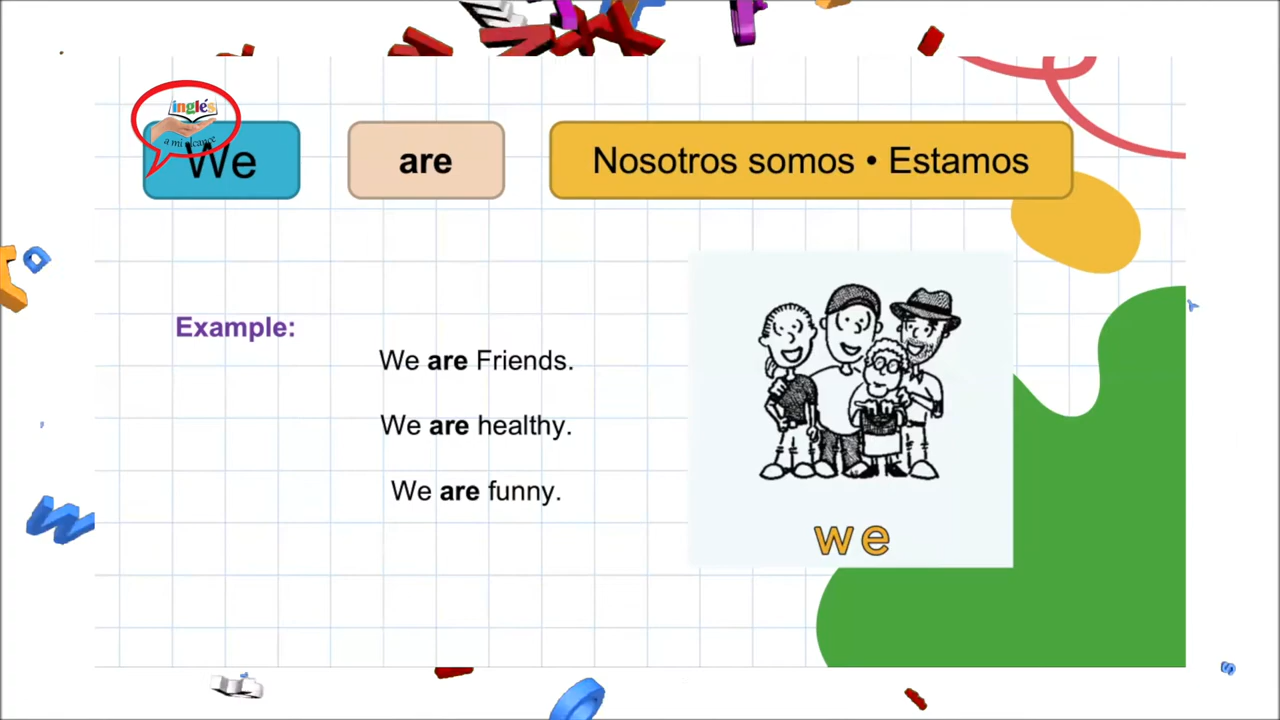 inglés
a mi alcance
We
are
Nosotros somos • Estamos
Example:
We are Friends.
We are healthy.
We are funny.
we